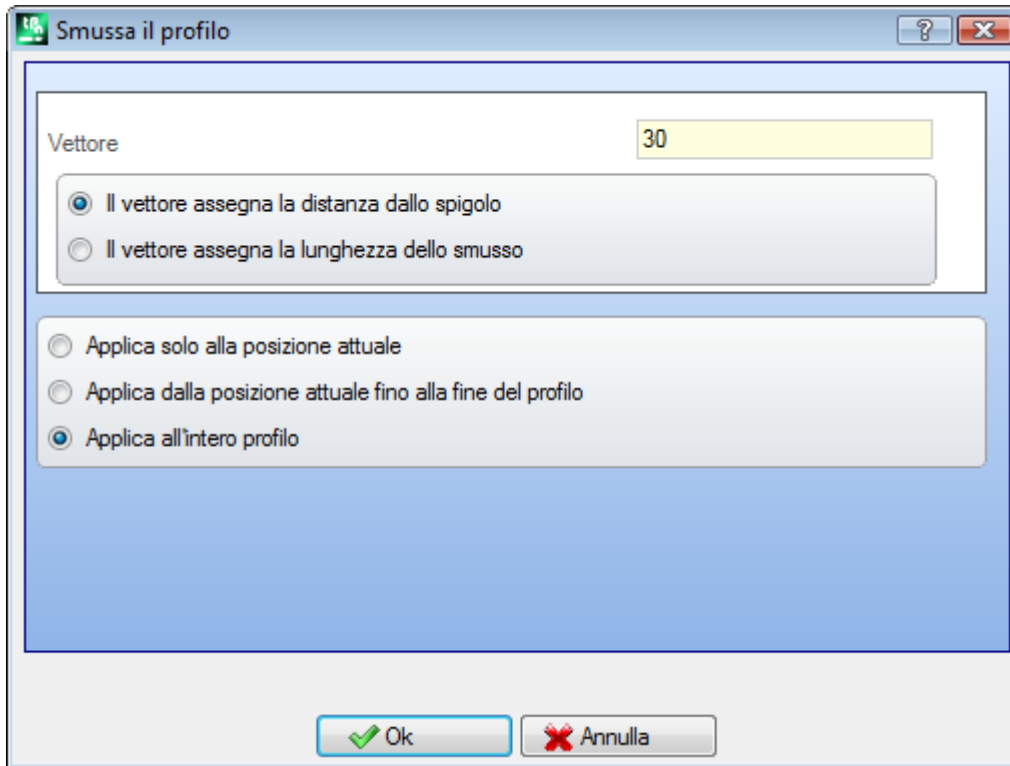 Smussa il profilo
Vettore
30
Il vettore assegna la distanza dallo spigolo
Il vettore assegna la lunghezza dello smusso
Applica solo alla posizione attuale
Applica dalla posizione attuale fino alla fine del profilo
Applica all'intero profilo
Ok
Annulla